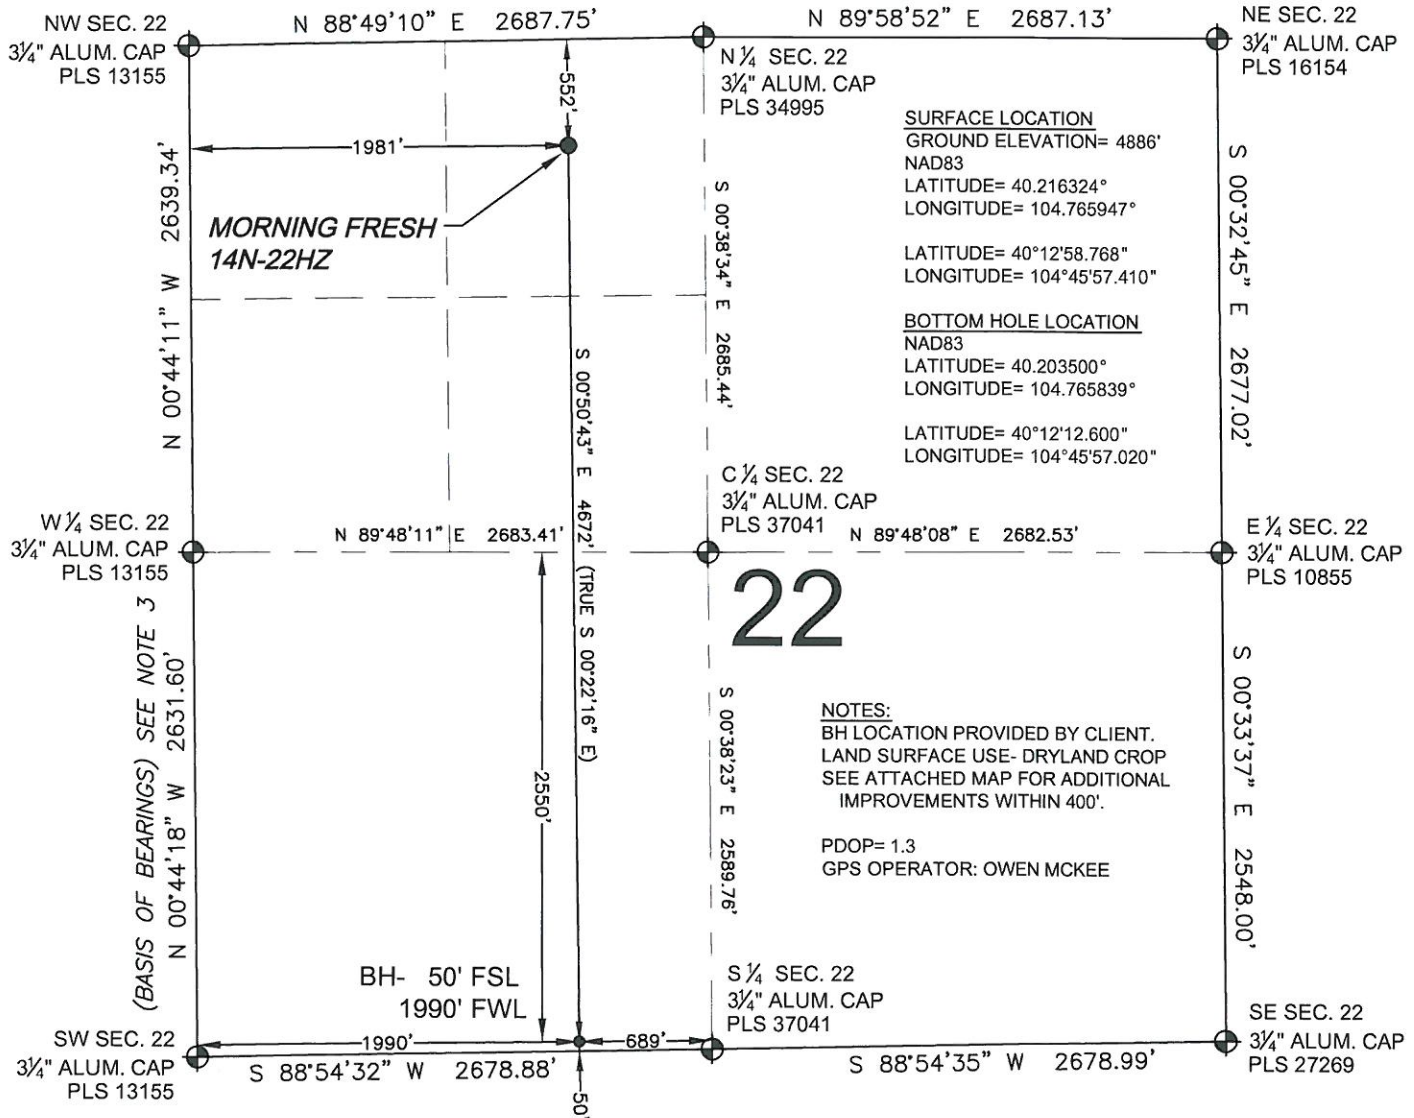 NW SEC. 22
3¼" ALUM. CAP
PLS 13155
N 88°49'10" E 2687.75'
N 89°58'52" E 2687.13'
NE SEC. 22
3¼" ALUM. CAP
PLS 16154
N ¼ SEC. 22
3¼" ALUM. CAP
PLS 34995
552'
1981'
MORNING FRESH
14N-22HZ
N 00°44'11" W 2639.34'
S 00°38'34" E 2685.44'
SURFACE LOCATION
GROUND ELEVATION= 4886'
NAD83
LATITUDE= 40.216324°
LONGITUDE= 104.765947°
LATITUDE= 40°12'58.768"
LONGITUDE= 104°45'57.410"
BOTTOM HOLE LOCATION
NAD83
LATITUDE= 40.203500°
LONGITUDE= 104.765839°
LATITUDE= 40°12'12.600"
LONGITUDE= 104°45'57.020"
S 00°32'45" E 2677.02'
S 00°50'43" E 4672' (TRUE S 00°22'16" E)
W ¼ SEC. 22
3¼" ALUM. CAP
PLS 13155
N 89°48'11" E 2683.41'
C ¼ SEC. 22
3¼" ALUM. CAP
PLS 37041
N 89°48'08" E 2682.53'
E ¼ SEC. 22
3¼" ALUM. CAP
PLS 10855
22
(BASIS OF BEARINGS) SEE NOTE 3
N 00°44'18" W 2631.60'
2550'
S 00°38'23" E 2589.76'
NOTES:
BH LOCATION PROVIDED BY CLIENT.
LAND SURFACE USE- DRYLAND CROP
SEE ATTACHED MAP FOR ADDITIONAL
IMPROVEMENTS WITHIN 400'.
PDOP= 1.3
GPS OPERATOR: OWEN MCKEE
S 00°33'37" E 2548.00'
BH- 50' FSL
1990' FWL
S ¼ SEC. 22
3¼" ALUM. CAP
PLS 37041
SW SEC. 22
3¼" ALUM. CAP
PLS 13155
1990'
689'
S 88°54'32" W 2678.88'
50'
S 88°54'35" W 2678.99'
SE SEC. 22
3¼" ALUM. CAP
PLS 27269